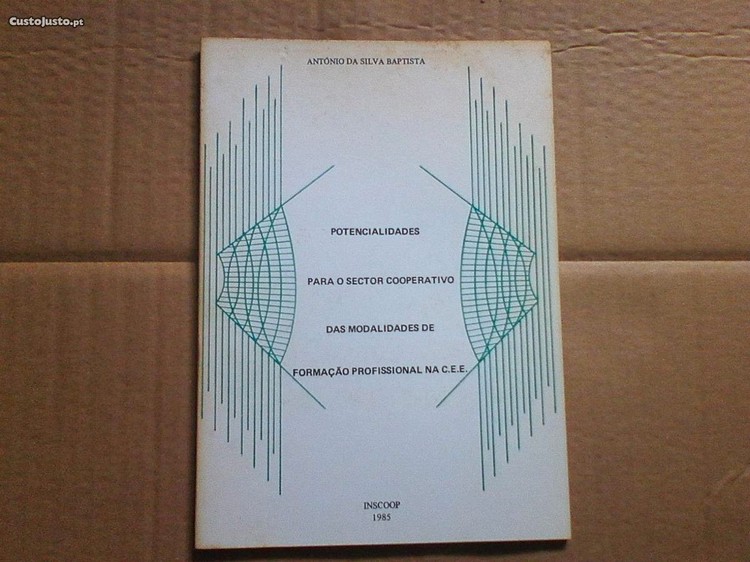 CustoJusto.pt
ANTÓNIO DA SILVA BAPTISTA
POTENCIALIDADES
PARA O SECTOR COOPERATIVO
DAS MODALIDADES DE
FORMAÇÃO PROFISSIONAL NA C.E.E.
INSCOOP
1985